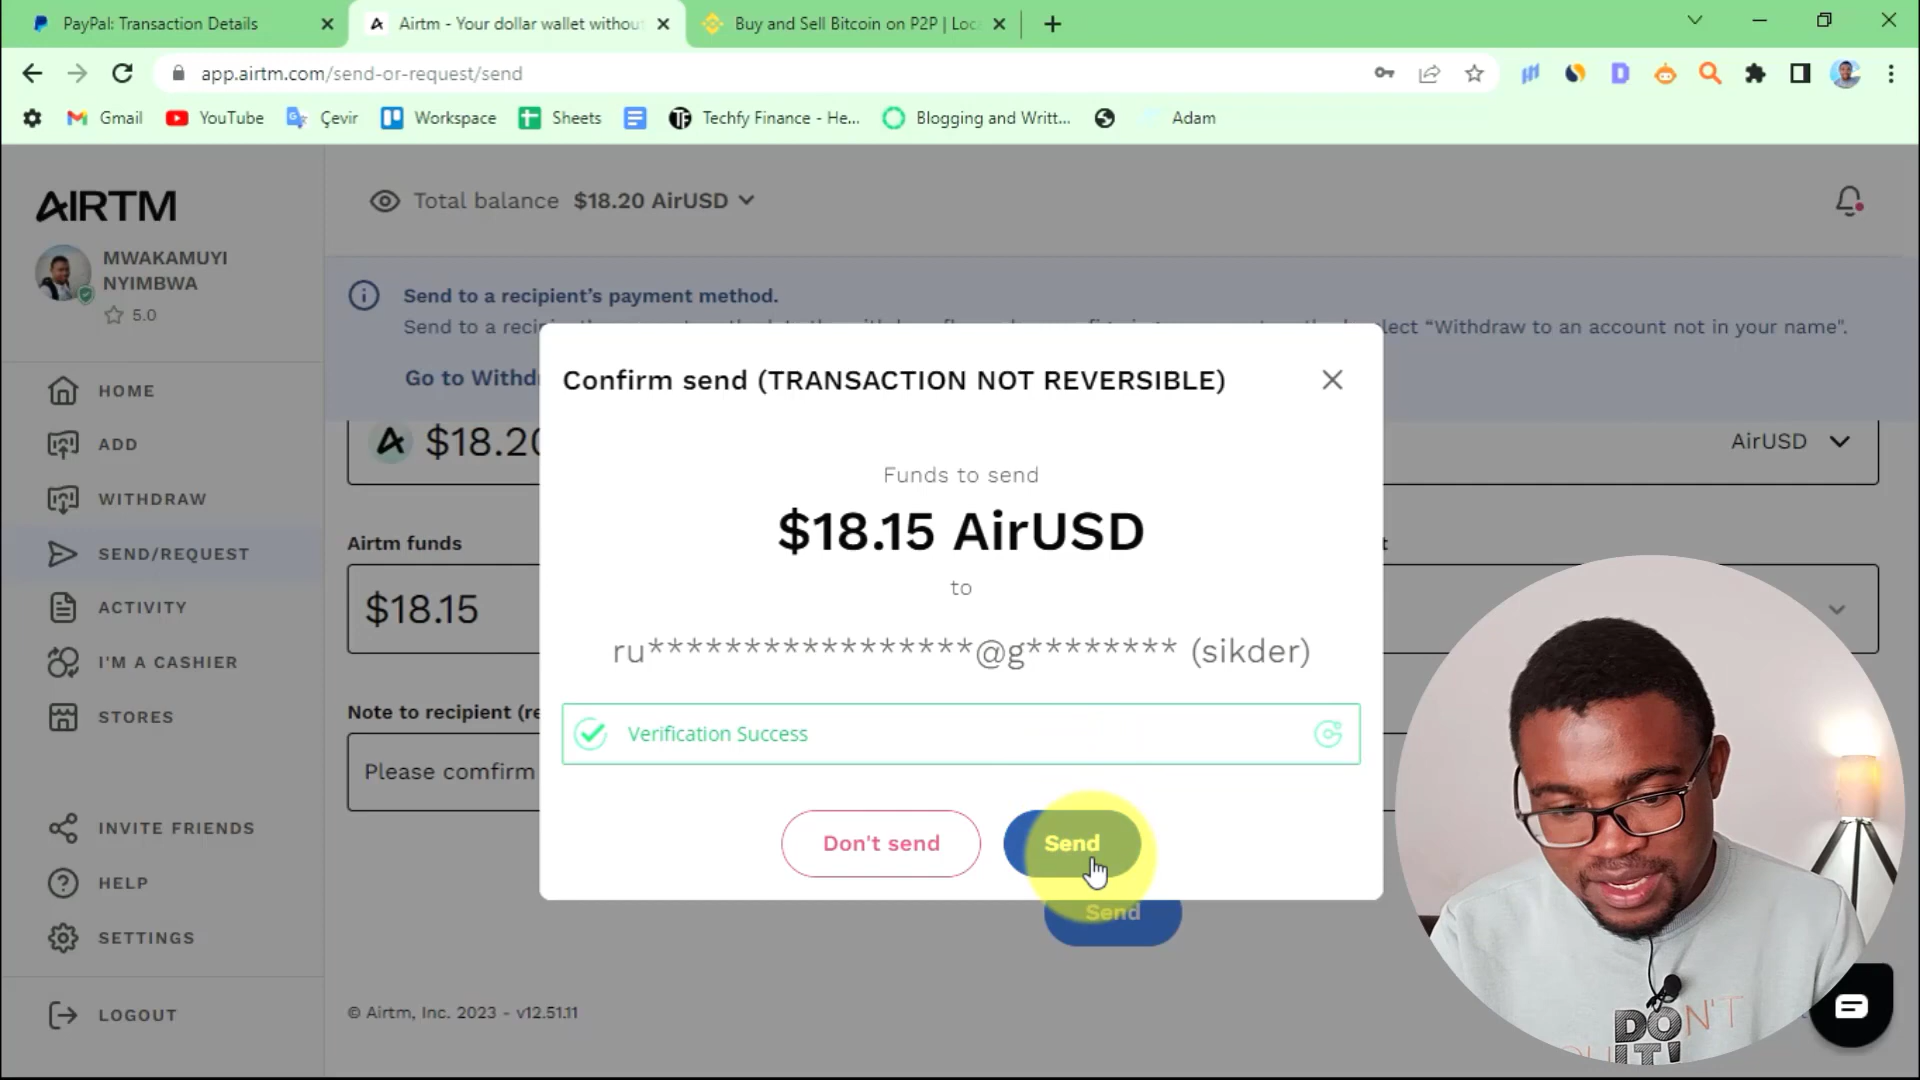 PayPal: Transaction Details
Airtm - Your dollar wallet withou
Buy and Sell Bitcoin on P2P | Loc
app.airtm.com/send-or-request/send
Gmail
YouTube
Çevir
Workspace
Sheets
TF
Techfy Finance - He...
Blogging and Writt...
Adam
AIRTM
MWAKAMUYI
NYIMBWA
5.0
HOME
ADD
WITHDRAW
SEND/REQUEST
ACTIVITY
I'M A CASHIER
STORES
INVITE FRIENDS
HELP
SETTINGS
LOGOUT
Total balance $18.20 AirUSD
Send to a recipient's payment method.
Send to a recip
lect "Withdraw to an account not in your name".
Go to Withd
$18.20
AirUSD
Airtm funds
$18.15
Note to recipient (re
Please comfirm
Send
© Airtm, Inc. 2023 - v12.51.11
Confirm send (TRANSACTION NOT REVERSIBLE)
Funds to send
$18.15 AirUSD
to
ru*****************@g******** (sikder)
Verification Success
Don't send
Send
DON'T
DO
IT!